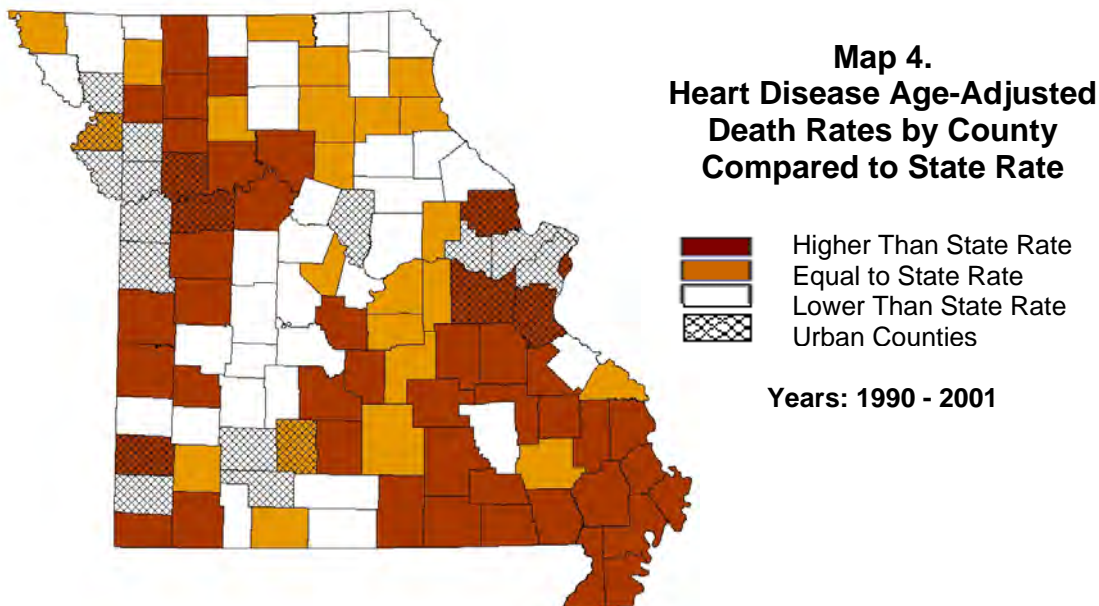 Map 4.
Heart Disease Age-Adjusted
Death Rates by County
Compared to State Rate
Higher Than State Rate
Equal to State Rate
Lower Than State Rate
Urban Counties
Years: 1990 - 2001